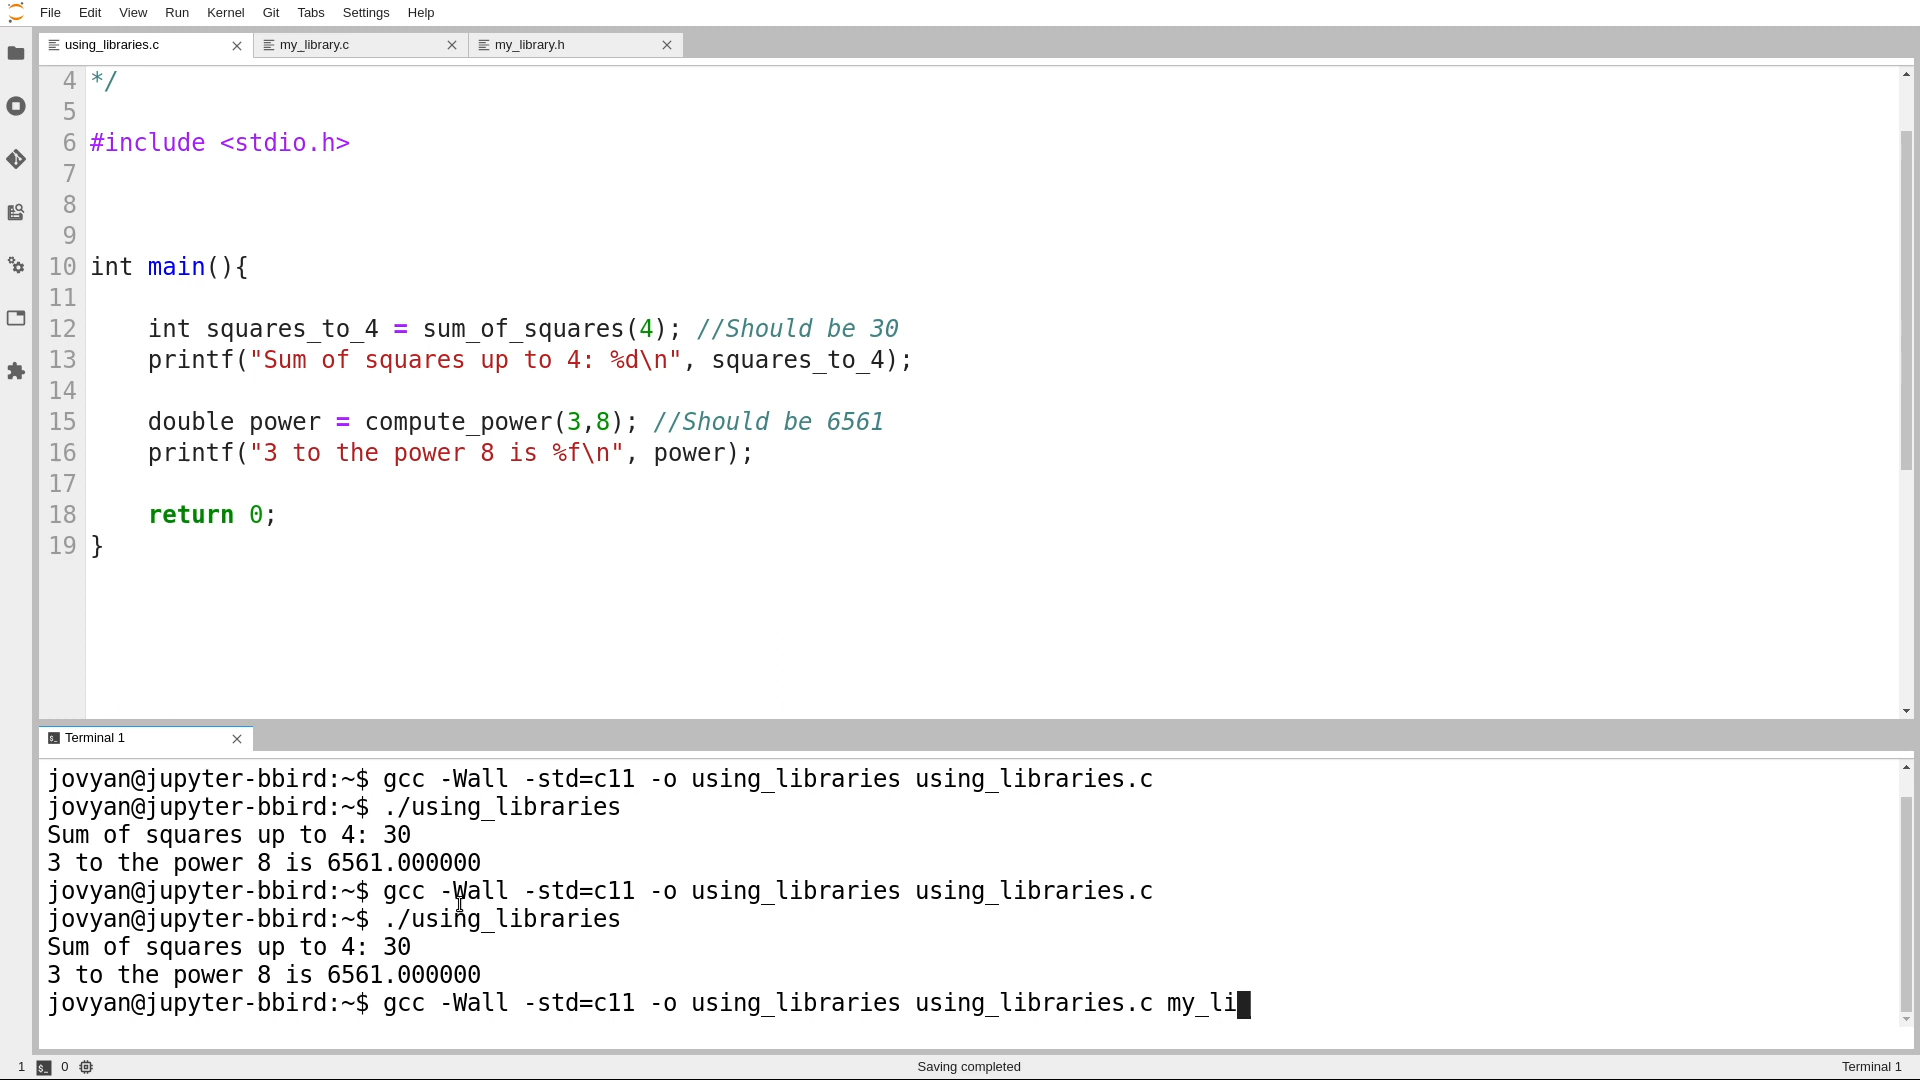 File Edit View Run Kernel Git Tabs Settings Help
using_libraries.c my_library.c my_library.h
4 */
5
6 #include <stdio.h>
7
8
9
10 int main(){
11
12     int squares_to_4 = sum_of_squares(4); //Should be 30
13     printf("Sum of squares up to 4: %d\n", squares_to_4);
14
15     double power = compute_power(3,8); //Should be 6561
16     printf("3 to the power 8 is %f\n", power);
17
18     return 0;
19 }
Terminal 1
jovyan@jupyter-bbird:~$ gcc -Wall -std=c11 -o using_libraries using_libraries.c
jovyan@jupyter-bbird:~$ ./using_libraries
Sum of squares up to 4: 30
3 to the power 8 is 6561.000000
jovyan@jupyter-bbird:~$ gcc -Wall -std=c11 -o using_libraries using_libraries.c
jovyan@jupyter-bbird:~$ ./using_libraries
Sum of squares up to 4: 30
3 to the power 8 is 6561.000000
jovyan@jupyter-bbird:~$ gcc -Wall -std=c11 -o using_libraries using_libraries.c my_li
1 0 Saving completed Terminal 1